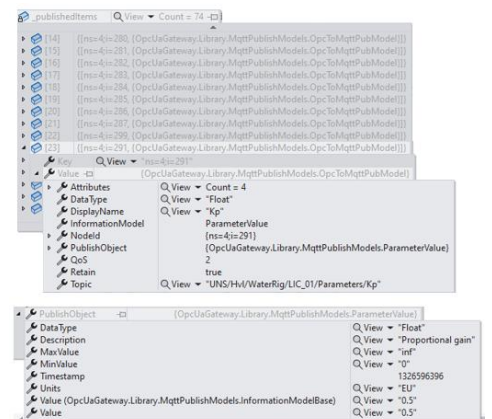 _publishedItems View Count = 74
[14] {[ns=4;i=280, {OpcUaGateway.Library.MqttPublishModels.OpcToMqttPubModel}]}
[15] {[ns=4;i=281, {OpcUaGateway.Library.MqttPublishModels.OpcToMqttPubModel}]}
[16] {[ns=4;i=282, {OpcUaGateway.Library.MqttPublishModels.OpcToMqttPubModel}]}
[17] {[ns=4;i=283, {OpcUaGateway.Library.MqttPublishModels.OpcToMqttPubModel}]}
[18] {[ns=4;i=284, {OpcUaGateway.Library.MqttPublishModels.OpcToMqttPubModel}]}
[19] {[ns=4;i=285, {OpcUaGateway.Library.MqttPublishModels.OpcToMqttPubModel}]}
[20] {[ns=4;i=286, {OpcUaGateway.Library.MqttPublishModels.OpcToMqttPubModel}]}
[21] {[ns=4;i=287, {OpcUaGateway.Library.MqttPublishModels.OpcToMqttPubModel}]}
[22] {[ns=4;i=299, {OpcUaGateway.Library.MqttPublishModels.OpcToMqttPubModel}]}
[23] {[ns=4;i=291, {OpcUaGateway.Library.MqttPublishModels.OpcToMqttPubModel}]}
Key View "ns=4;i=291"
Value {OpcUaGateway.Library.MqttPublishModels.OpcToMqttPubModel}
Attributes View Count = 4
DataType View "Float"
DisplayName View "Kp"
InformationModel ParameterValue
NodeId {ns=4;i=291}
PublishObject {OpcUaGateway.Library.MqttPublishModels.ParameterValue}
QoS 2
Retain true
Topic View "UNS/Hvl/WaterRig/LIC_01/Parameters/Kp"
PublishObject {OpcUaGateway.Library.MqttPublishModels.ParameterValue}
DataType View "Float"
Description View "Proportional gain"
MaxValue View "inf"
MinValue View "0"
Timestamp 1326596396
Units View "EU"
Value (OpcUaGateway.Library.MqttPublishModels.InformationModelBase) View "0.5"
Value View "0.5"